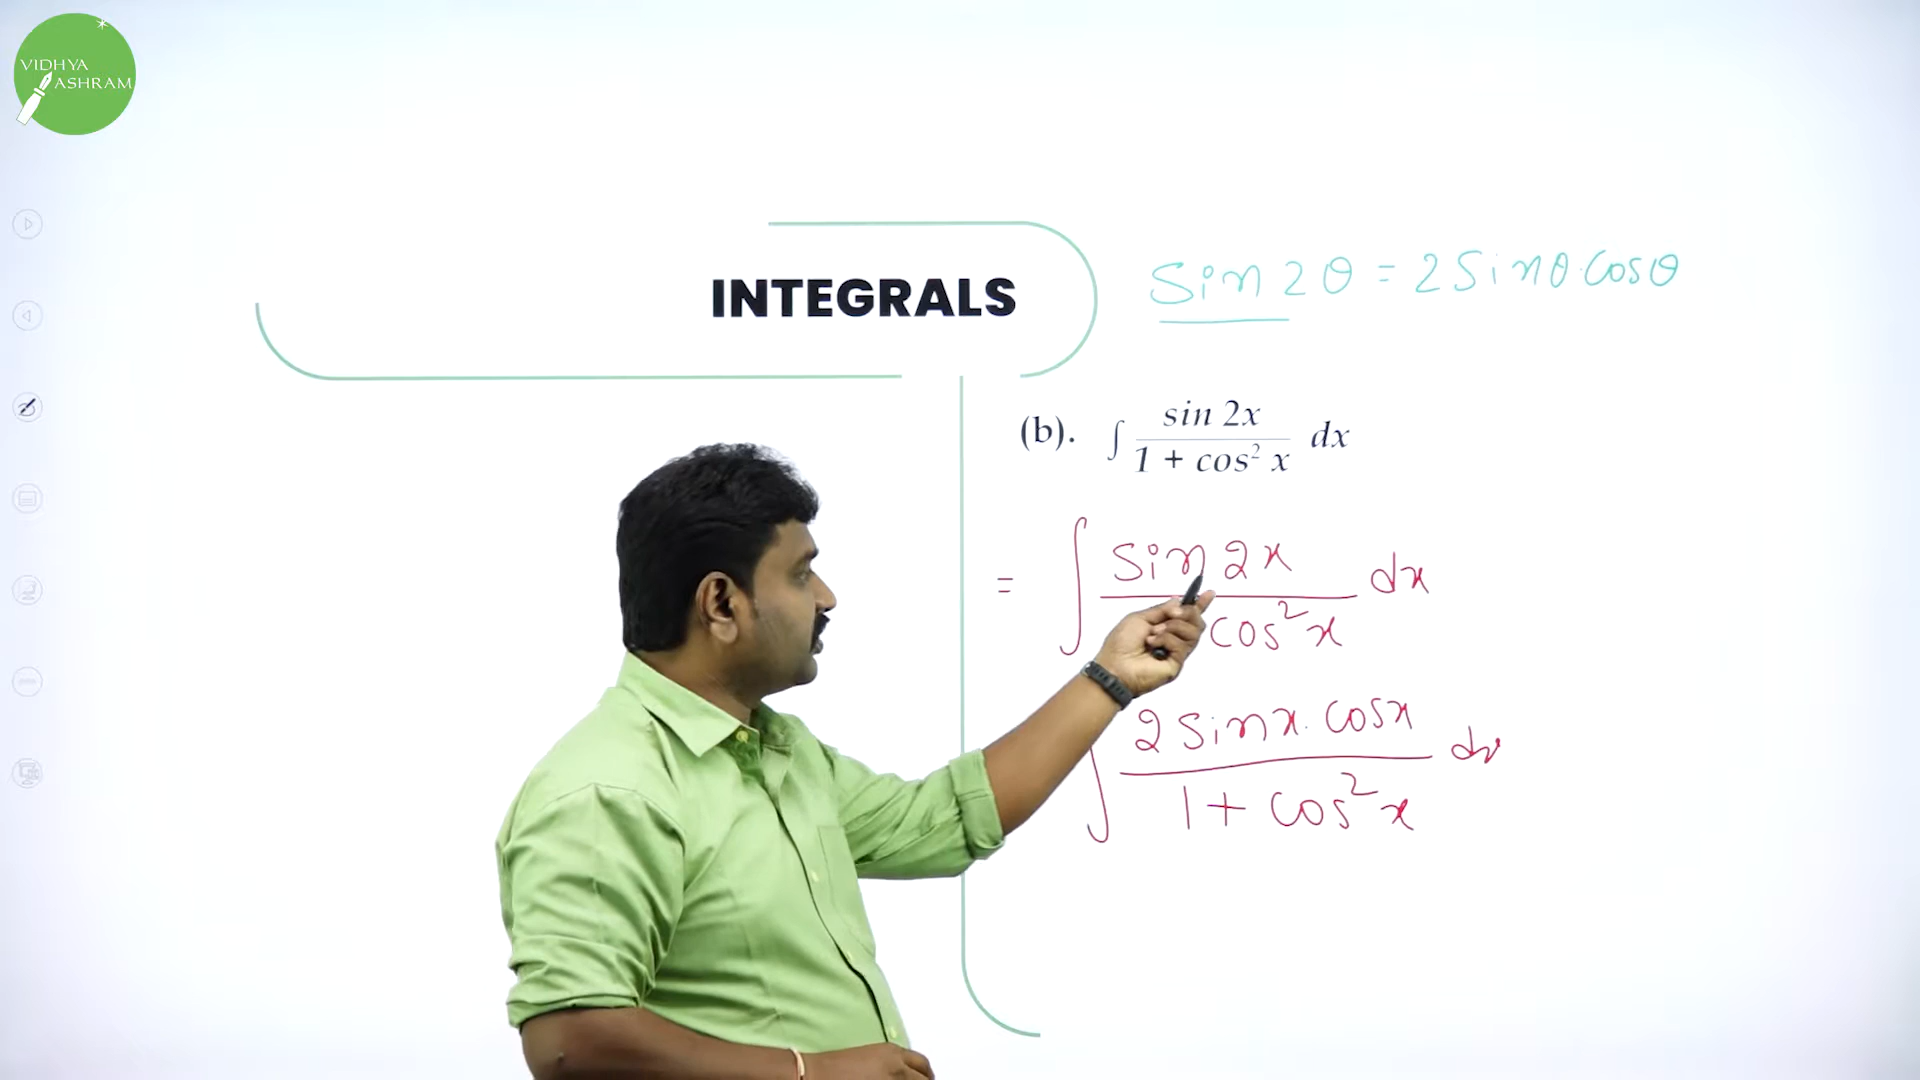 VIDHYA
ASHRAM
INTEGRALS
Sin 2θ = 2 Sinθ·Cosθ
(b). ∫ sin 2x / 1 + cos² x dx
= ∫ Sin 2x / cos²x dx
∫ 2 Sinx·Cosx / 1 + Cos²x dx